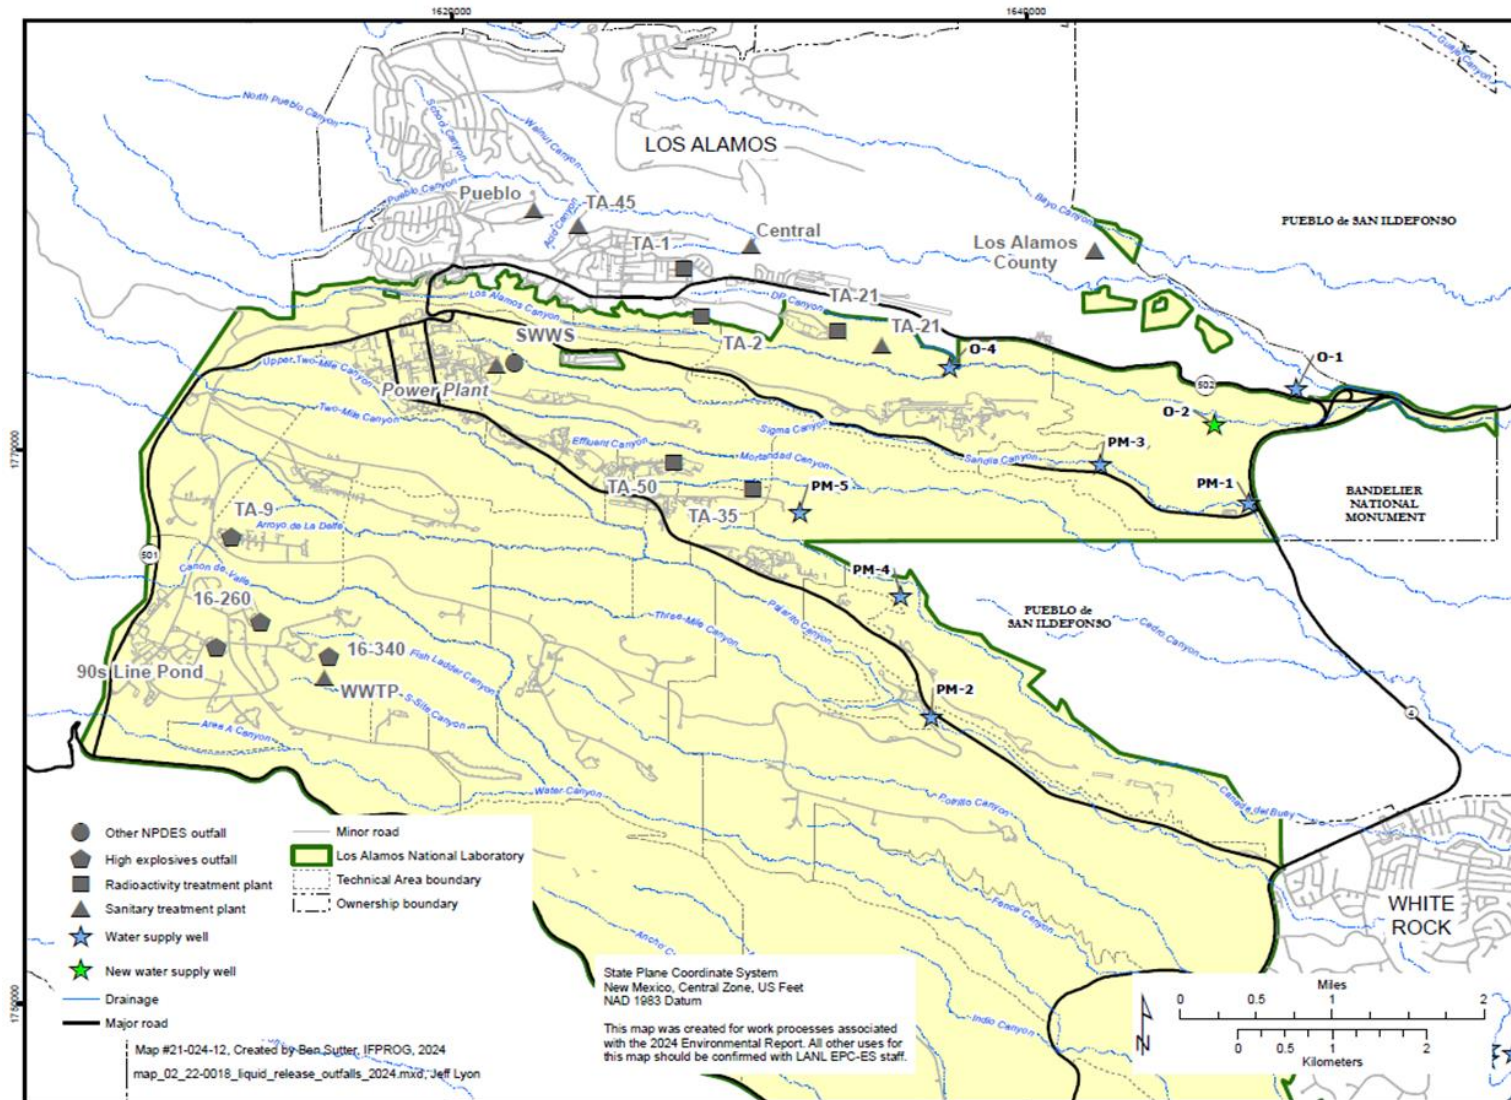 1620000
1640000
Guaje Canyon
North Pueblo Canyon
School Canyon
Walnut Canyon
LOS ALAMOS
Pueblo Canyon
Pueblo
TA-45
Acid Canyon
Bayo Canyon
PUEBLO de SAN ILDEFONSO
TA-1
Central
Los Alamos
County
Los Alamos Canyon
DP Canyon
TA-21
TA-21
SWWS
TA-2
O-4
O-1
Upper Two-Mile Canyon
Power Plant
502
Two-Mile Canyon
O-2
Sigma Canyon
Effluent Canyon
1770000
Mortandad Canyon
Sandia Canyon
PM-3
TA-50
PM-5
PM-1
TA-35
BANDELIER
NATIONAL
MONUMENT
TA-9
Arroyo de La Delfe
501
Canon de Valle
PM-4
16-260
Three-Mile Canyon
Pajarito Canyon
PUEBLO de
SAN ILDEFONSO
Cedro Canyon
16-340
Fish Ladder Canyon
90s Line Pond
WWTP
S-Site Canyon
PM-2
4
Area A Canyon
Water Canyon
Potrillo Canyon
Canada del Buey
Other NPDES outfall
High explosives outfall
Radioactivity treatment plant
Sanitary treatment plant
Water supply well
New water supply well
Drainage
Major road
Minor road
Los Alamos National Laboratory
Technical Area boundary
Ownership boundary
Fence Canyon
WHITE
ROCK
Ancho
Indio Canyon
State Plane Coordinate System
New Mexico, Central Zone, US Feet
NAD 1983 Datum
This map was created for work processes associated
with the 2024 Environmental Report. All other uses for
this map should be confirmed with LANL EPC-ES staff.
N
Miles
0 0.5 1 2
0 0.5 1 2
Kilometers
1750000
Map #21-024-12, Created by Ben Sutter, IFPROG, 2024
map_02_22-0018_liquid_release_outfalls_2024.mxd, Jeff Lyon